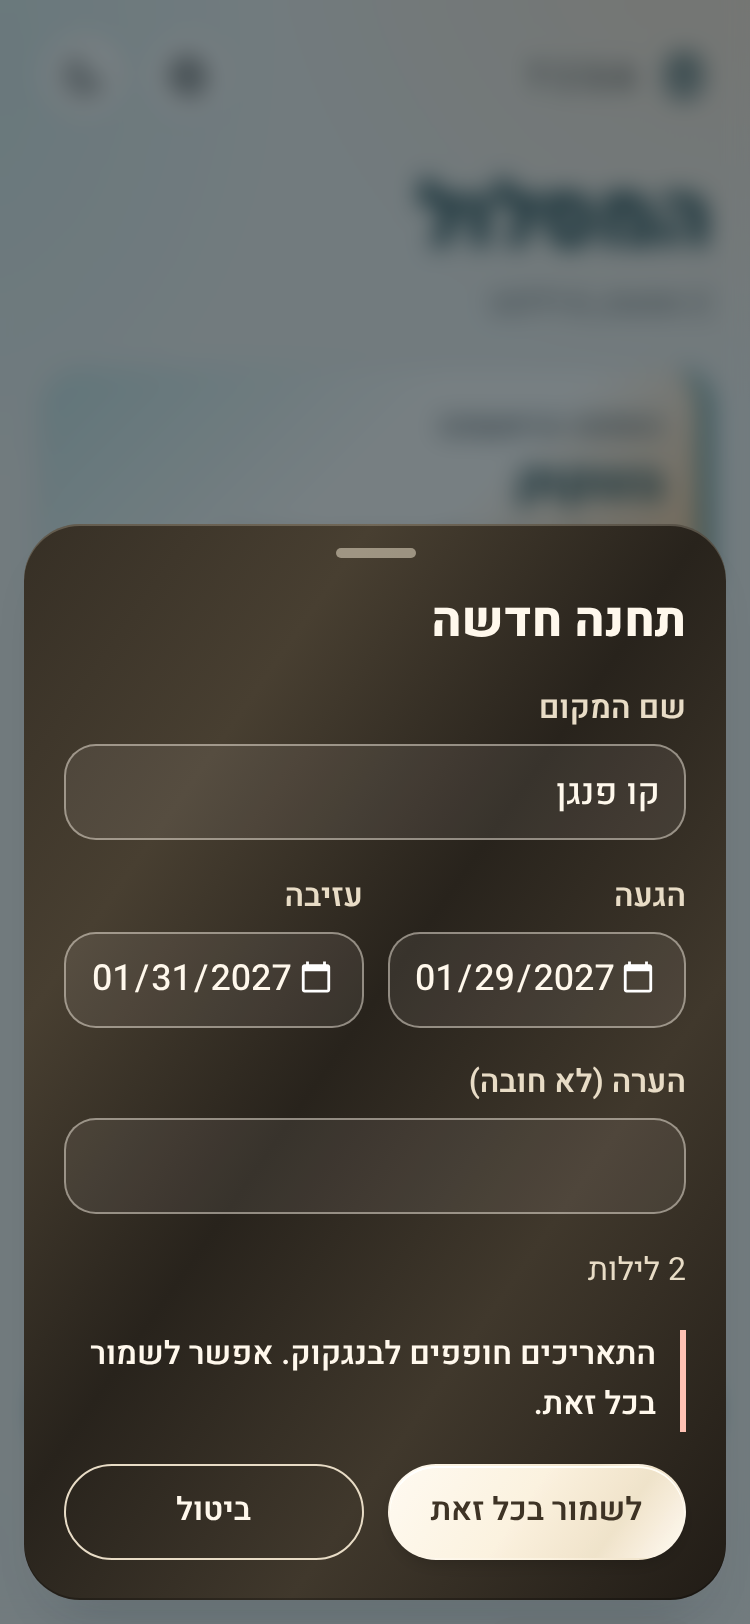 המסלול
תחנה חדשה
שם המקום
קו פנגן
הגעה
עזיבה
01/29/2027
01/31/2027
הערה (לא חובה)
2 לילות
התאריכים חופפים לבנגקוק. אפשר לשמור
בכל זאת.
לשמור בכל זאת
ביטול